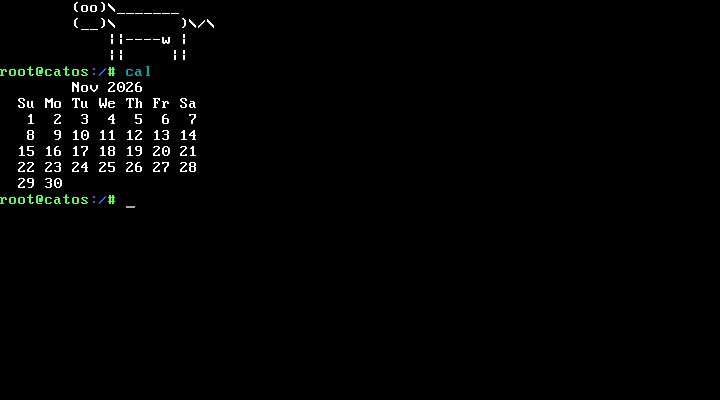 (oo)\_______
        (__)\       )\/\
            ||----w |
            ||     ||
root@catos:/# cal
        Nov 2026
  Su Mo Tu We Th Fr Sa
   1  2  3  4  5  6  7
   8  9 10 11 12 13 14
  15 16 17 18 19 20 21
  22 23 24 25 26 27 28
  29 30
root@catos:/# _